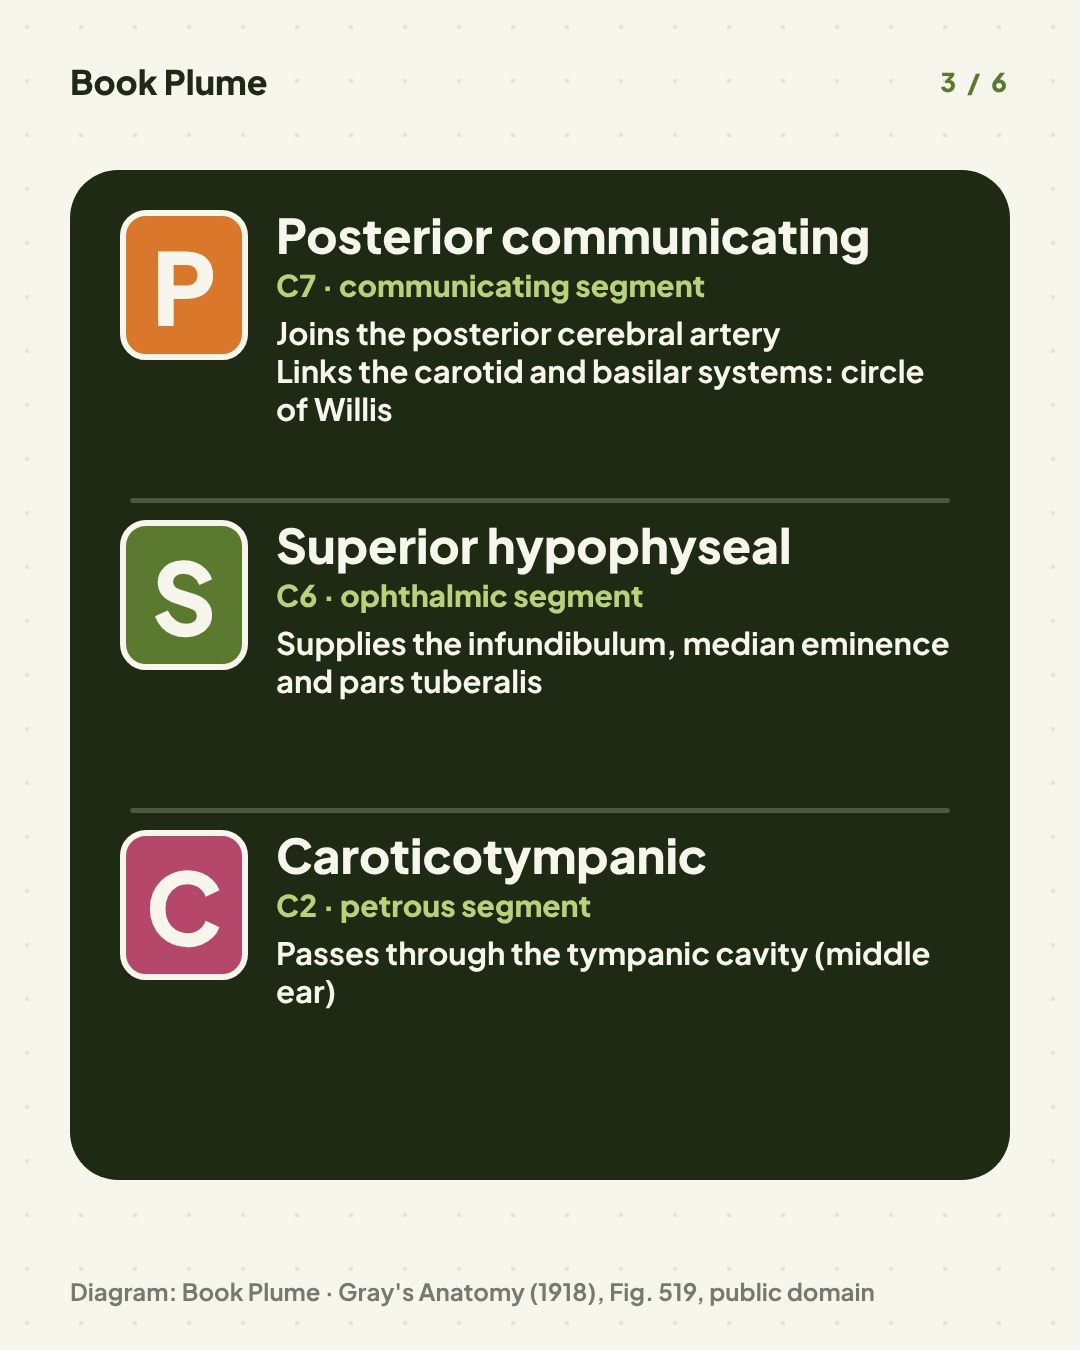 Book Plume
3 / 6
P
Posterior communicating
C7 · communicating segment
Joins the posterior cerebral artery
Links the carotid and basilar systems: circle
of Willis
S
Superior hypophyseal
C6 · ophthalmic segment
Supplies the infundibulum, median eminence
and pars tuberalis
C
Caroticotympanic
C2 · petrous segment
Passes through the tympanic cavity (middle
ear)
Diagram: Book Plume · Gray's Anatomy (1918), Fig. 519, public domain